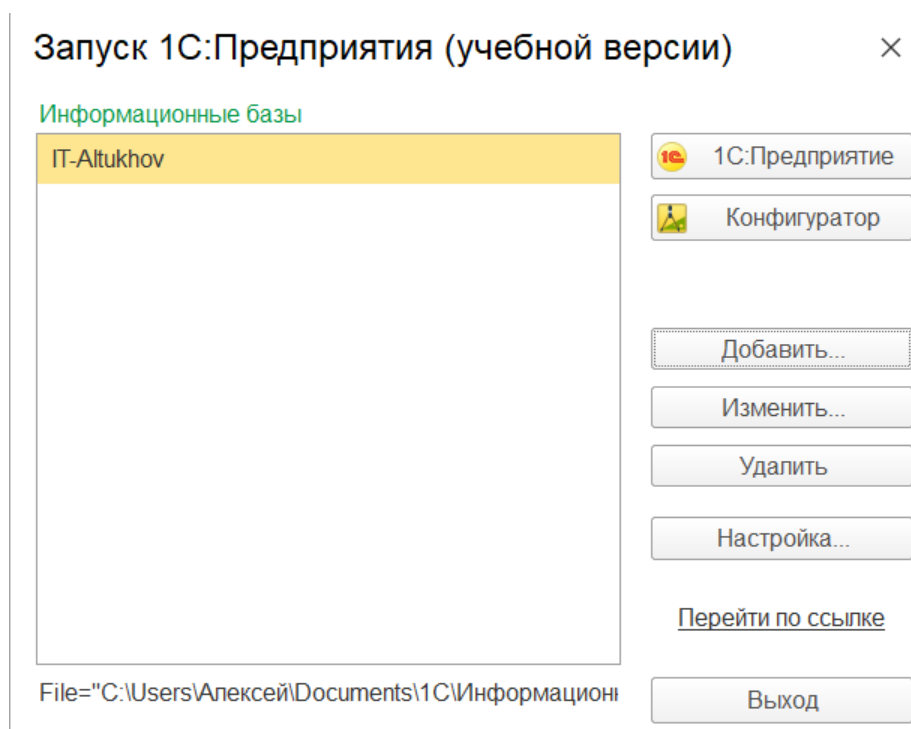 Запуск 1С:Предприятия (учебной версии)
Информационные базы
IT-Altukhov
1С:Предприятие
Конфигуратор
Добавить...
Изменить...
Удалить
Настройка...
Перейти по ссылке
File="C:\Users\Алексей\Documents\1C\Информацион
Выход